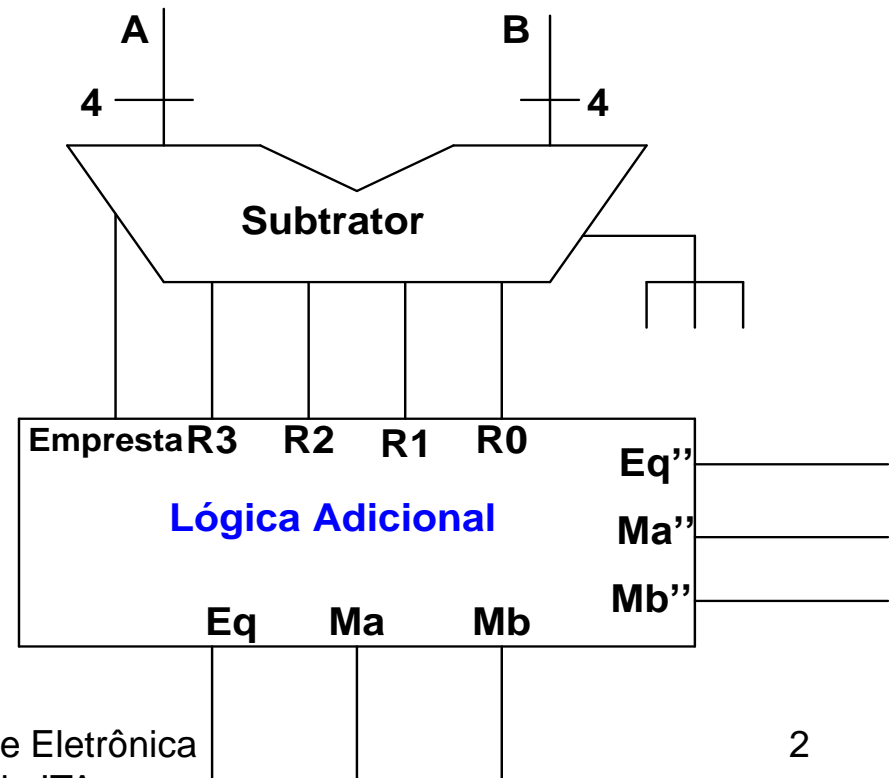 A B
4 4
Subtrator
Empresta R3 R2 R1 R0
Eq’’
Lógica Adicional
Ma’’
Mb’’
Eq Ma Mb
e Eletrônica 2